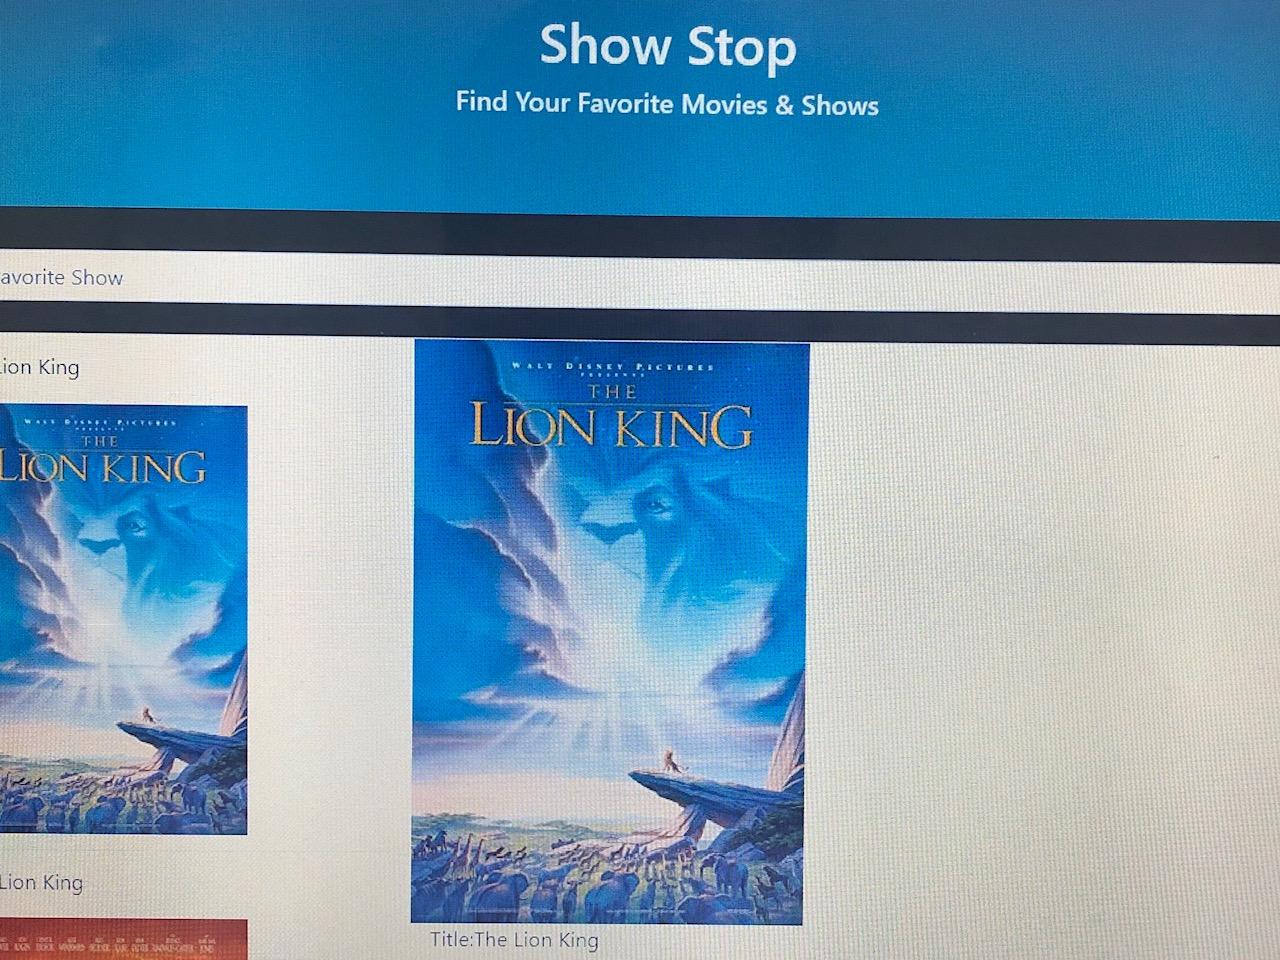 Show Stop
Find Your Favorite Movies & Shows
avorite Show
Lion King
WALT DISNEY PICTURES
PRESENTS
THE
LION KING
WALT DISNEY PICTURES
PRESENTS
THE
LION KING
Lion King
Title:The Lion King